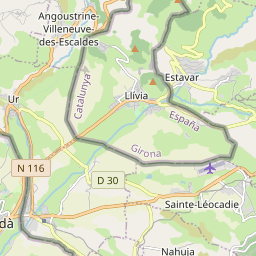 Angoustrine-
Villeneuve-
des-Escaldes
Estavar
Llívia
Ur
Catalunya
España
Girona
N 116
D 30
dà
Sainte-Léocadie
Nahuja